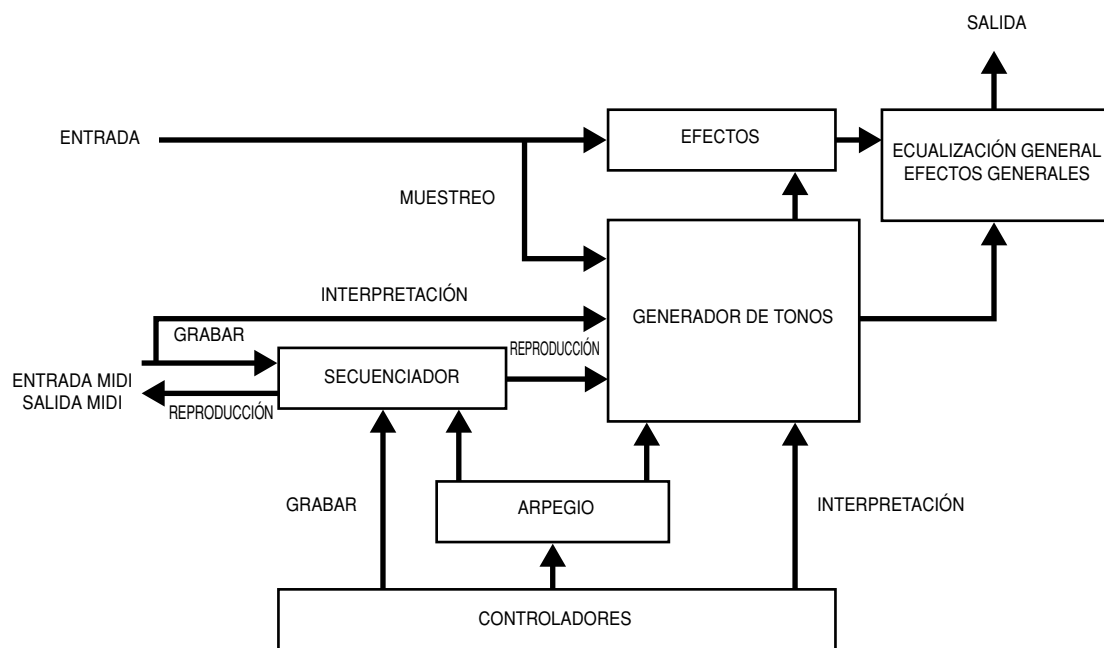 SALIDA
ENTRADA
EFECTOS
ECUALIZACIÓN GENERAL
EFECTOS GENERALES
MUESTREO
INTERPRETACIÓN
GRABAR
GENERADOR DE TONOS
REPRODUCCIÓN
SECUENCIADOR
ENTRADA MIDI
SALIDA MIDI
REPRODUCCIÓN
GRABAR
ARPEGIO
INTERPRETACIÓN
CONTROLADORES